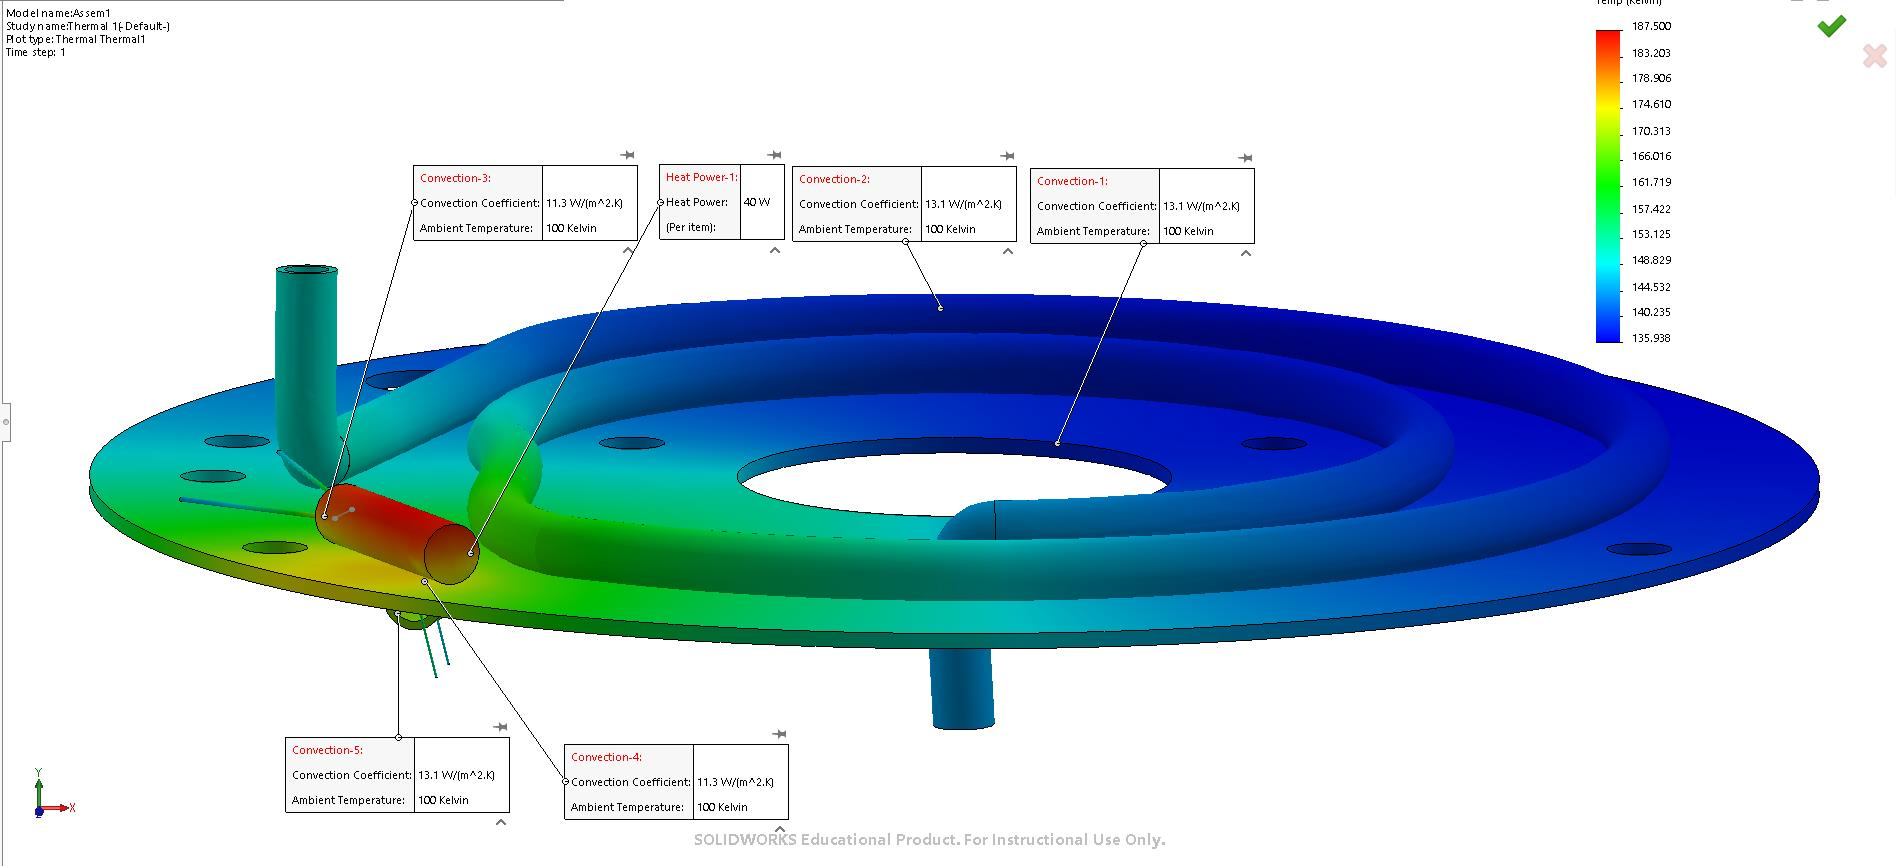 Model name:Assem1
Study name:Thermal 1(-Default-)
Plot type: Thermal Thermal1
Time step: 1
Temp (Kelvin)
187.500
183.203
178.906
174.610
170.313
166.016
161.719
157.422
153.125
148.829
144.532
140.235
135.938
Convection-3:
Convection Coefficient: 11.3 W/(m^2.K)
Ambient Temperature: 100 Kelvin
Heat Power-1:
Heat Power: 40 W
(Per item):
Convection-2:
Convection Coefficient: 13.1 W/(m^2.K)
Ambient Temperature: 100 Kelvin
Convection-1:
Convection Coefficient: 13.1 W/(m^2.K)
Ambient Temperature: 100 Kelvin
Convection-5:
Convection Coefficient: 13.1 W/(m^2.K)
Ambient Temperature: 100 Kelvin
Convection-4:
Convection Coefficient: 11.3 W/(m^2.K)
Ambient Temperature: 100 Kelvin
Y
X
SOLIDWORKS Educational Product. For Instructional Use Only.